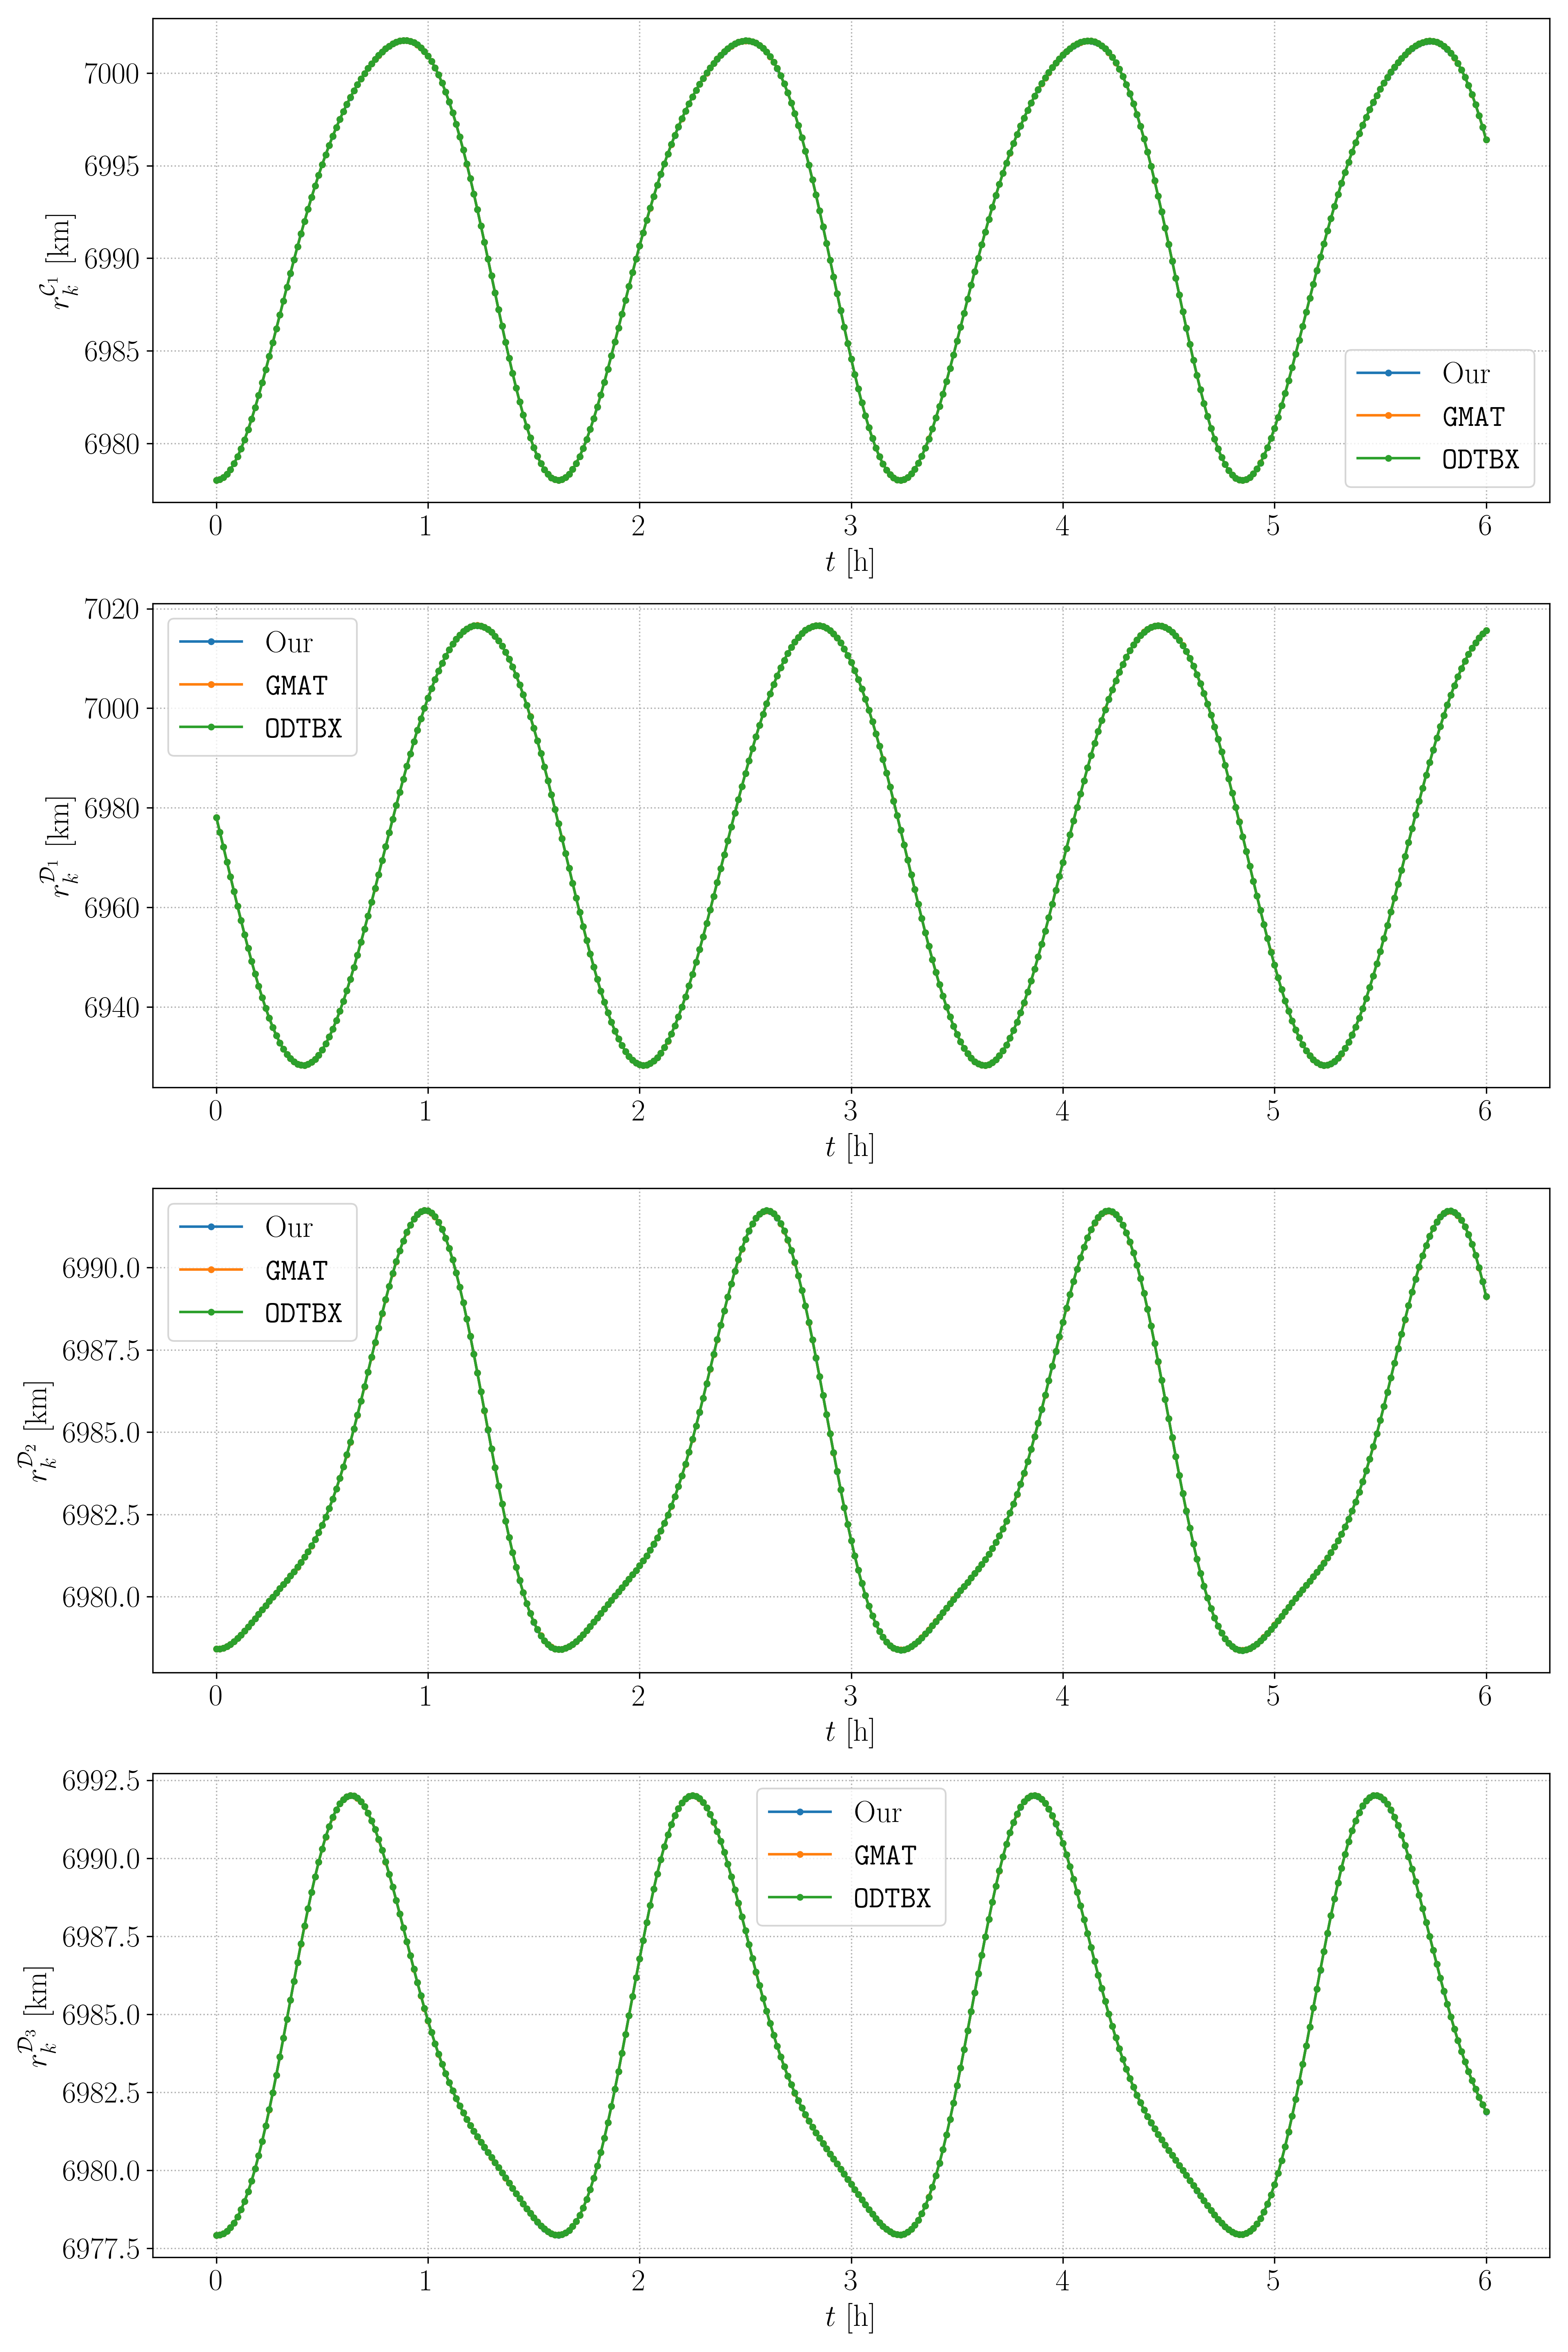 7000
6995
6990
6985
6980
r_k^{C_1} [km]
Our
GMAT
ODTBX
0 1 2 3 4 5 6
t [h]
7020
7000
6980
6960
6940
r_k^{D_1} [km]
Our
GMAT
ODTBX
0 1 2 3 4 5 6
t [h]
6990.0
6987.5
6985.0
6982.5
6980.0
r_k^{D_2} [km]
Our
GMAT
ODTBX
0 1 2 3 4 5 6
t [h]
6992.5
6990.0
6987.5
6985.0
6982.5
6980.0
6977.5
r_k^{D_3} [km]
Our
GMAT
ODTBX
0 1 2 3 4 5 6
t [h]